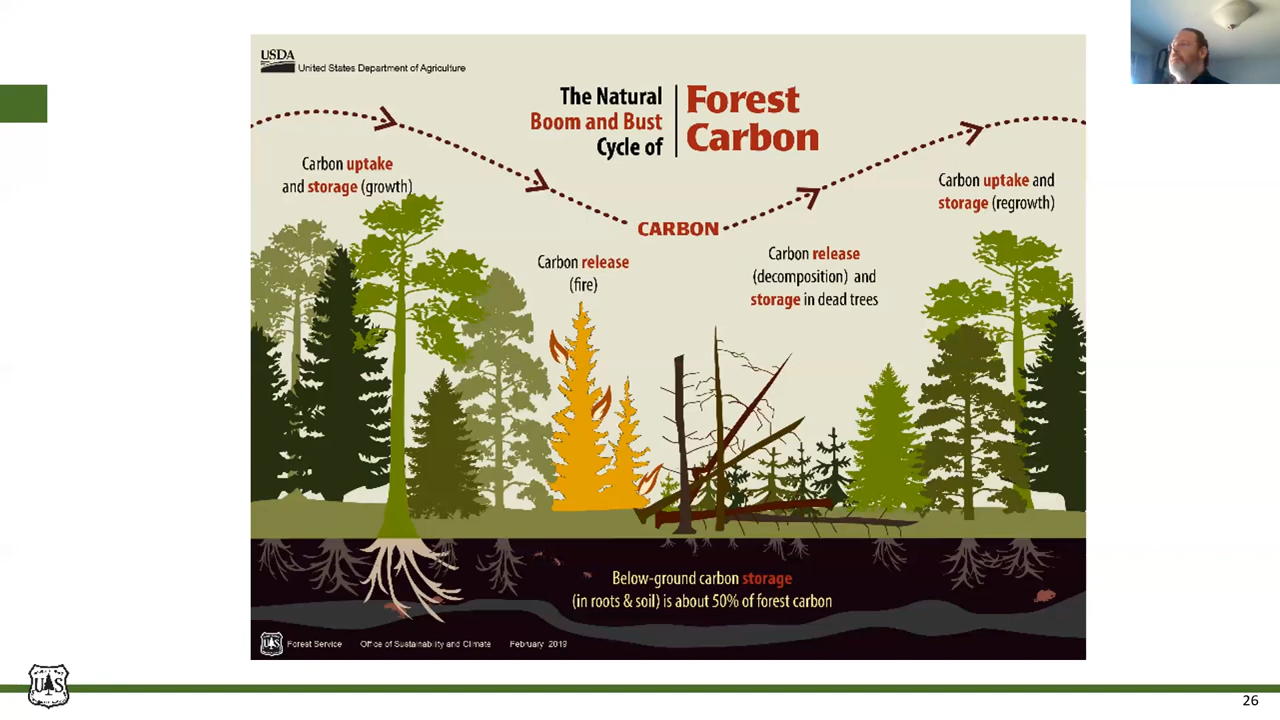 USDA
United States Department of Agriculture
The Natural
Boom and Bust
Cycle of
Forest
Carbon
Carbon uptake
and storage (growth)
CARBON
Carbon release
(fire)
Carbon release
(decomposition) and
storage in dead trees
Carbon uptake and
storage (regrowth)
Below-ground carbon storage
(in roots & soil) is about 50% of forest carbon
UAS
Forest Service Office of Sustainability and Climate February 2019
U S
26